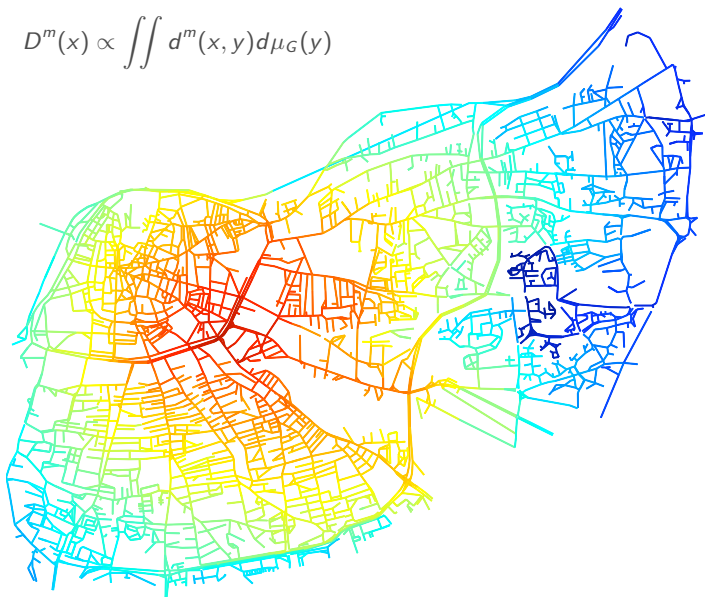 D^m(x) ∝ ∬ d^m(x, y)dμ_G(y)